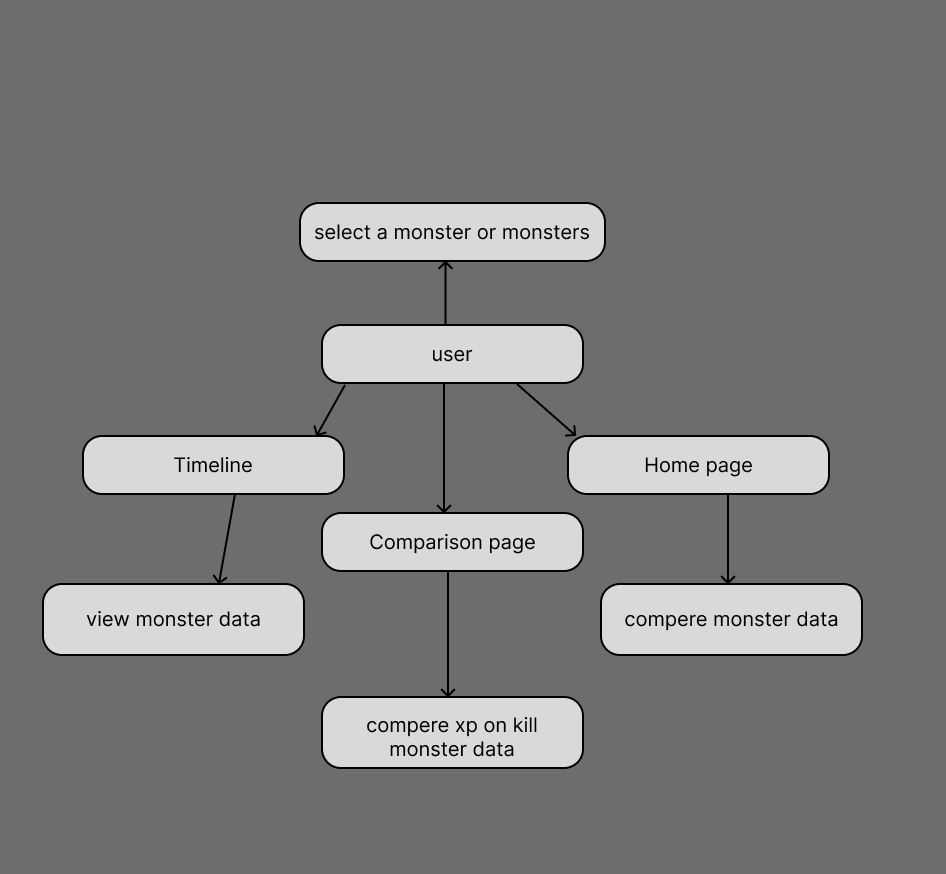 select a monster or monsters
user
Timeline
Home page
Comparison page
view monster data
compere monster data
compere xp on kill
monster data